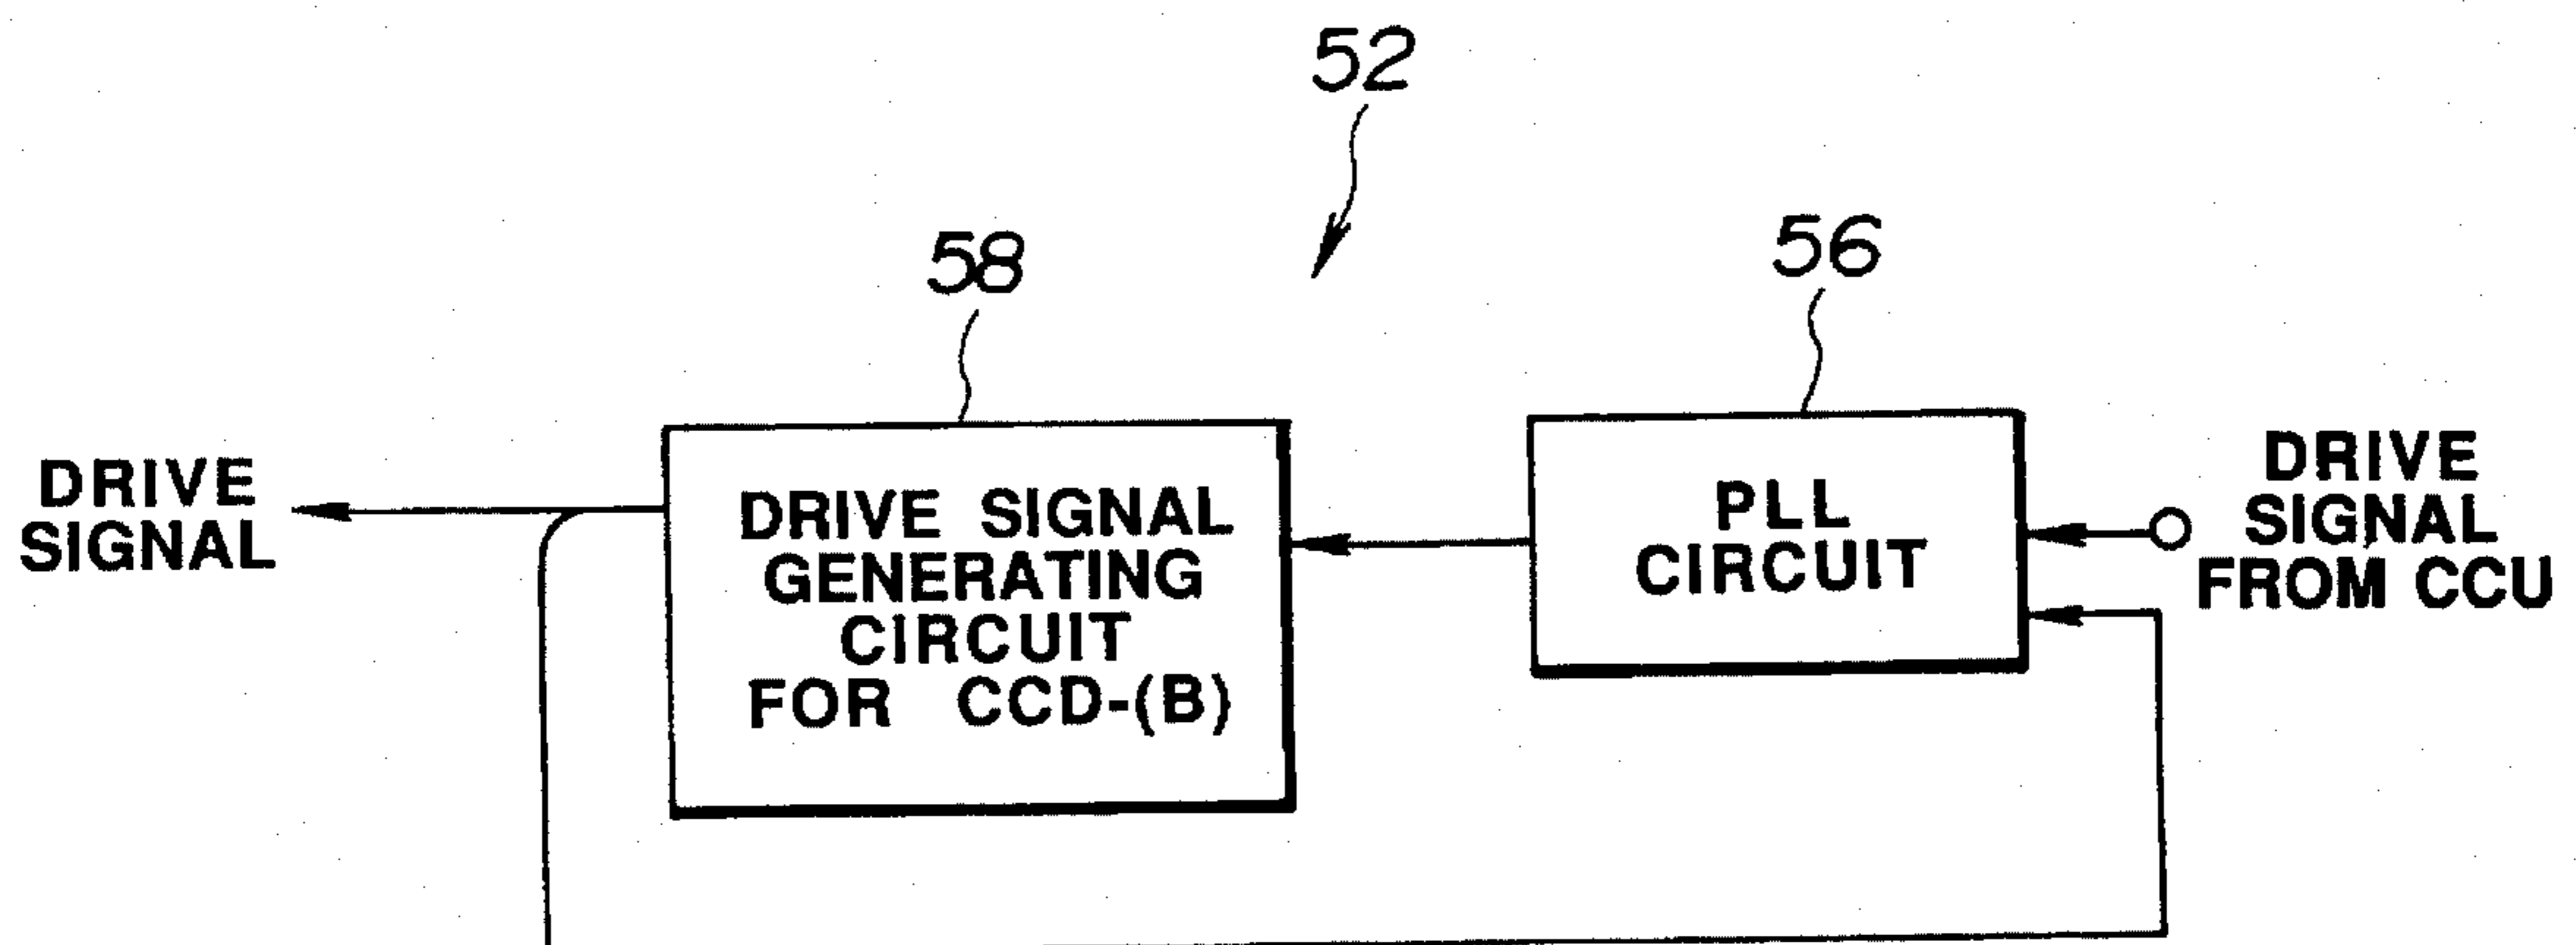 52
58
56
DRIVE
SIGNAL
DRIVE SIGNAL
GENERATING
CIRCUIT
FOR CCD-(B)
PLL
CIRCUIT
DRIVE
SIGNAL
FROM CCU